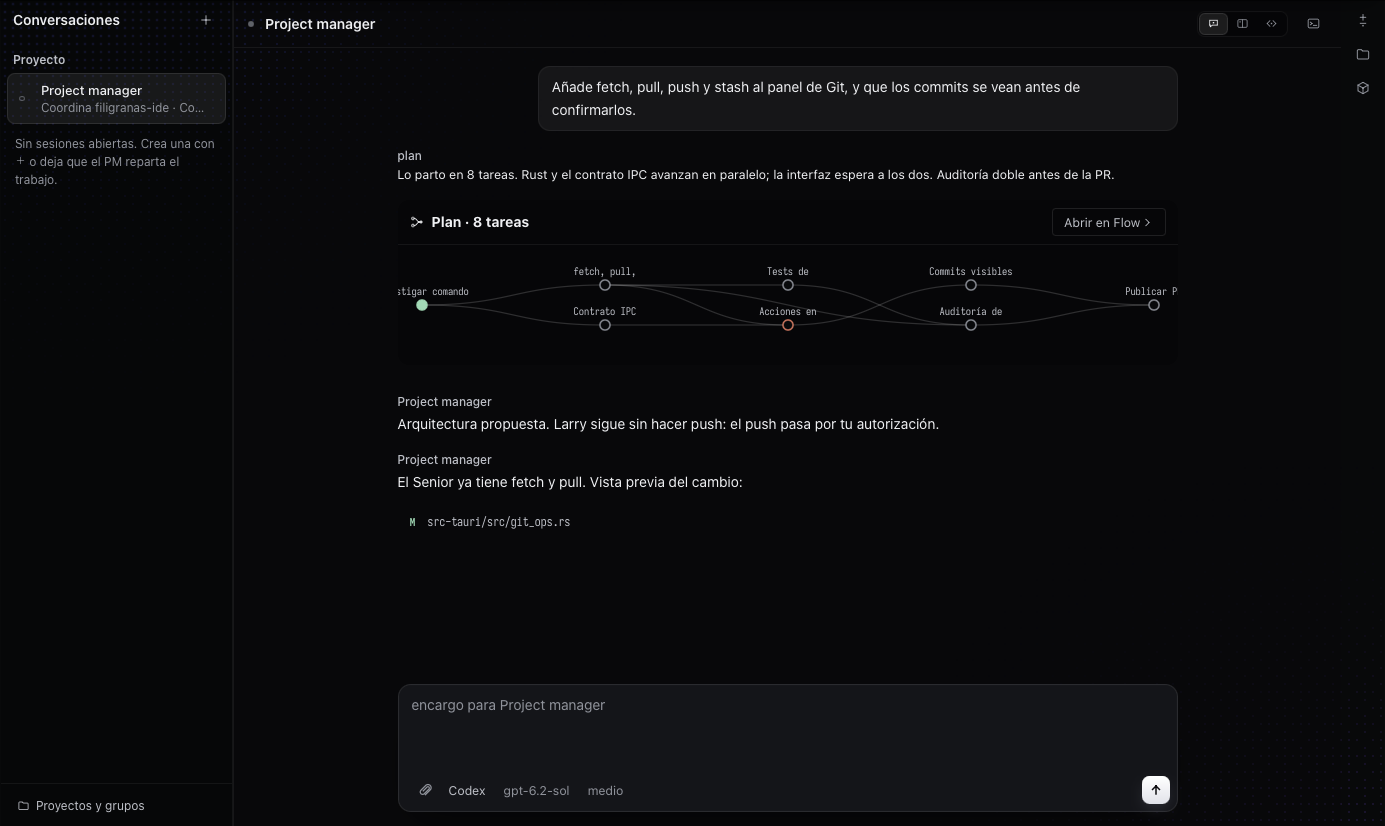 Conversaciones
Project manager
Proyecto
Project manager
Coordina filigranas-ide · Co...
Sin sesiones abiertas. Crea una con
+ o deja que el PM reparta el
trabajo.
Proyectos y grupos
Añade fetch, pull, push y stash al panel de Git, y que los commits se vean antes de
confirmarlos.
plan
Lo parto en 8 tareas. Rust y el contrato IPC avanzan en paralelo; la interfaz espera a los dos. Auditoría doble antes de la PR.
Plan · 8 tareas
Abrir en Flow >
fetch, pull,
Tests de
Commits visibles
stigar comando
Publicar P
Contrato IPC
Acciones en
Auditoría de
Project manager
Arquitectura propuesta. Larry sigue sin hacer push: el push pasa por tu autorización.
Project manager
El Senior ya tiene fetch y pull. Vista previa del cambio:
M src-tauri/src/git_ops.rs
encargo para Project manager
Codex gpt-6.2-sol medio